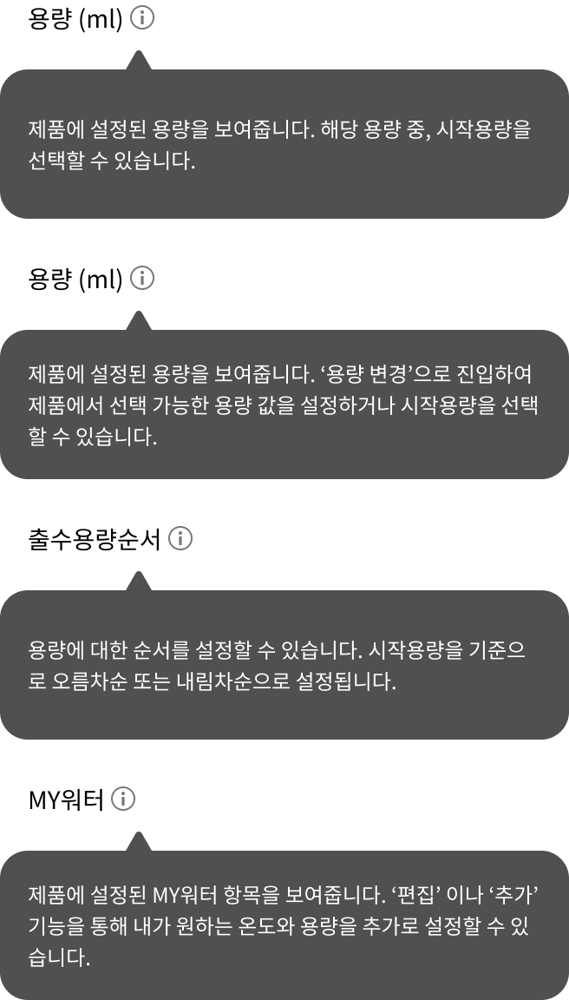 용량 (ml)
제품에 설정된 용량을 보여줍니다. 해당 용량 중, 시작용량을
선택할 수 있습니다.
용량 (ml)
제품에 설정된 용량을 보여줍니다. ‘용량 변경’으로 진입하여
제품에서 선택 가능한 용량 값을 설정하거나 시작용량을 선택
할 수 있습니다.
출수용량순서
용량에 대한 순서를 설정할 수 있습니다. 시작용량을 기준으
로 오름차순 또는 내림차순으로 설정됩니다.
MY워터
제품에 설정된 MY워터 항목을 보여줍니다. ‘편집’ 이나 ‘추가’
기능을 통해 내가 원하는 온도와 용량을 추가로 설정할 수 있
습니다.